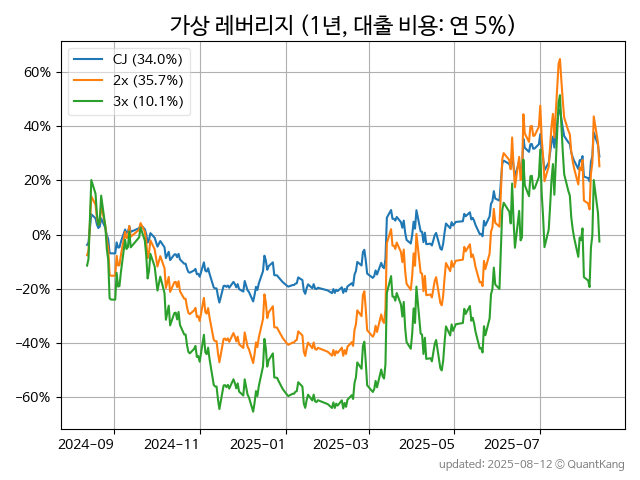 가상 레버리지 (1년, 대출 비용: 연 5%)
CJ (34.0%)
2x (35.7%)
3x (10.1%)
60%
40%
20%
0%
−20%
−40%
−60%
2024-09 2024-11 2025-01 2025-03 2025-05 2025-07
updated: 2025-08-12 © QuantKang